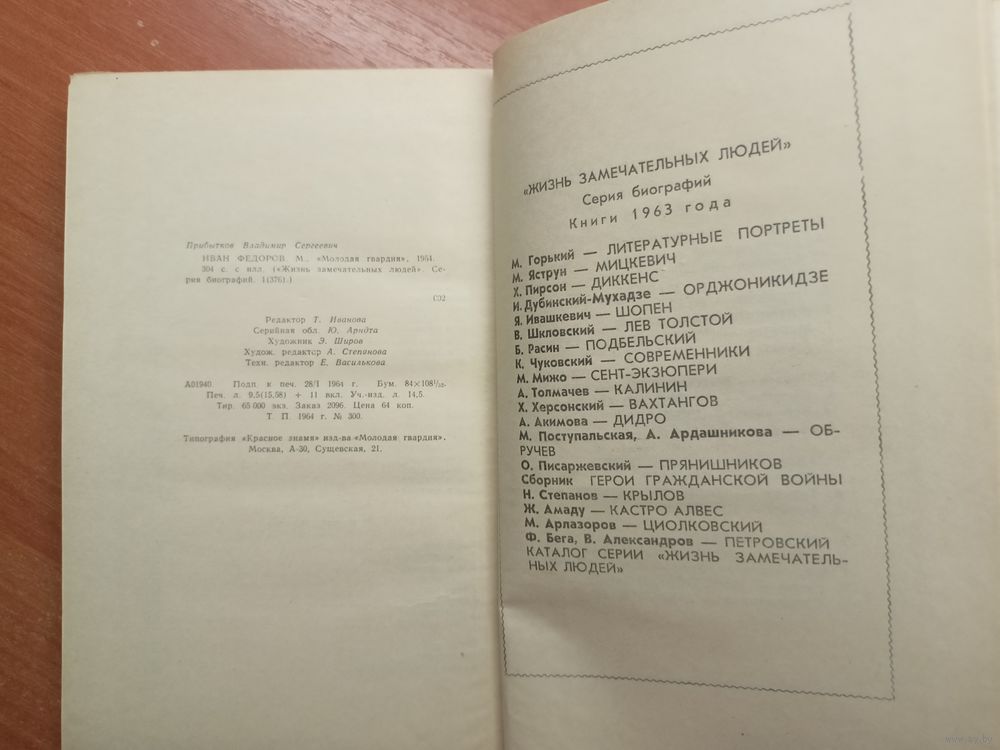 Прибытков Владимир Сергеевич
ИВАН ФЕДОРОВ. М., «Молодая гвардия», 1964.
304 с. с илл. («Жизнь замечательных людей». Се-
рия биографий. 1(376).)
С02
Редактор Т. Иванова
Серийная обл. Ю. Арндта
Художник Э. Широв
Худож. редактор А. Степанова
Техн. редактор Е. Василькова
А01940. Подп. к печ. 28/I 1964 г. Бум. 84×108¹/₃₂.
Печ. л. 9,5(15,58) + 11 вкл. Уч.-изд. л. 14,5.
Тир. 65 000 экз. Заказ 2096. Цена 64 коп.
Т. П. 1964 г. № 300.
Типография «Красное знамя» изд-ва «Молодая гвардия».
Москва, А-30, Сущевская, 21.
«ЖИЗНЬ ЗАМЕЧАТЕЛЬНЫХ ЛЮДЕЙ»
Серия биографий
Книги 1963 года
М. Горький — ЛИТЕРАТУРНЫЕ ПОРТРЕТЫ
М. Яструн — МИЦКЕВИЧ
Х. Пирсон — ДИККЕНС
И. Дубинский-Мухадзе — ОРДЖОНИКИДЗЕ
Я. Ивашкевич — ШОПЕН
В. Шкловский — ЛЕВ ТОЛСТОЙ
Б. Расин — ПОДБЕЛЬСКИЙ
К. Чуковский — СОВРЕМЕННИКИ
М. Мижо — СЕНТ-ЭКЗЮПЕРИ
А. Толмачев — КАЛИНИН
Х. Херсонский — ВАХТАНГОВ
А. Акимова — ДИДРО
М. Поступальская, А. Ардашникова — ОБ-
РУЧЕВ
О. Писаржевский — ПРЯНИШНИКОВ
Сборник ГЕРОИ ГРАЖДАНСКОЙ ВОЙНЫ
Н. Степанов — КРЫЛОВ
Ж. Амаду — КАСТРО АЛВЕС
М. Арлазоров — ЦИОЛКОВСКИЙ
Ф. Бега, В. Александров — ПЕТРОВСКИЙ
КАТАЛОГ СЕРИИ «ЖИЗНЬ ЗАМЕЧАТЕЛЬ-
НЫХ ЛЮДЕЙ»
www.ay.by